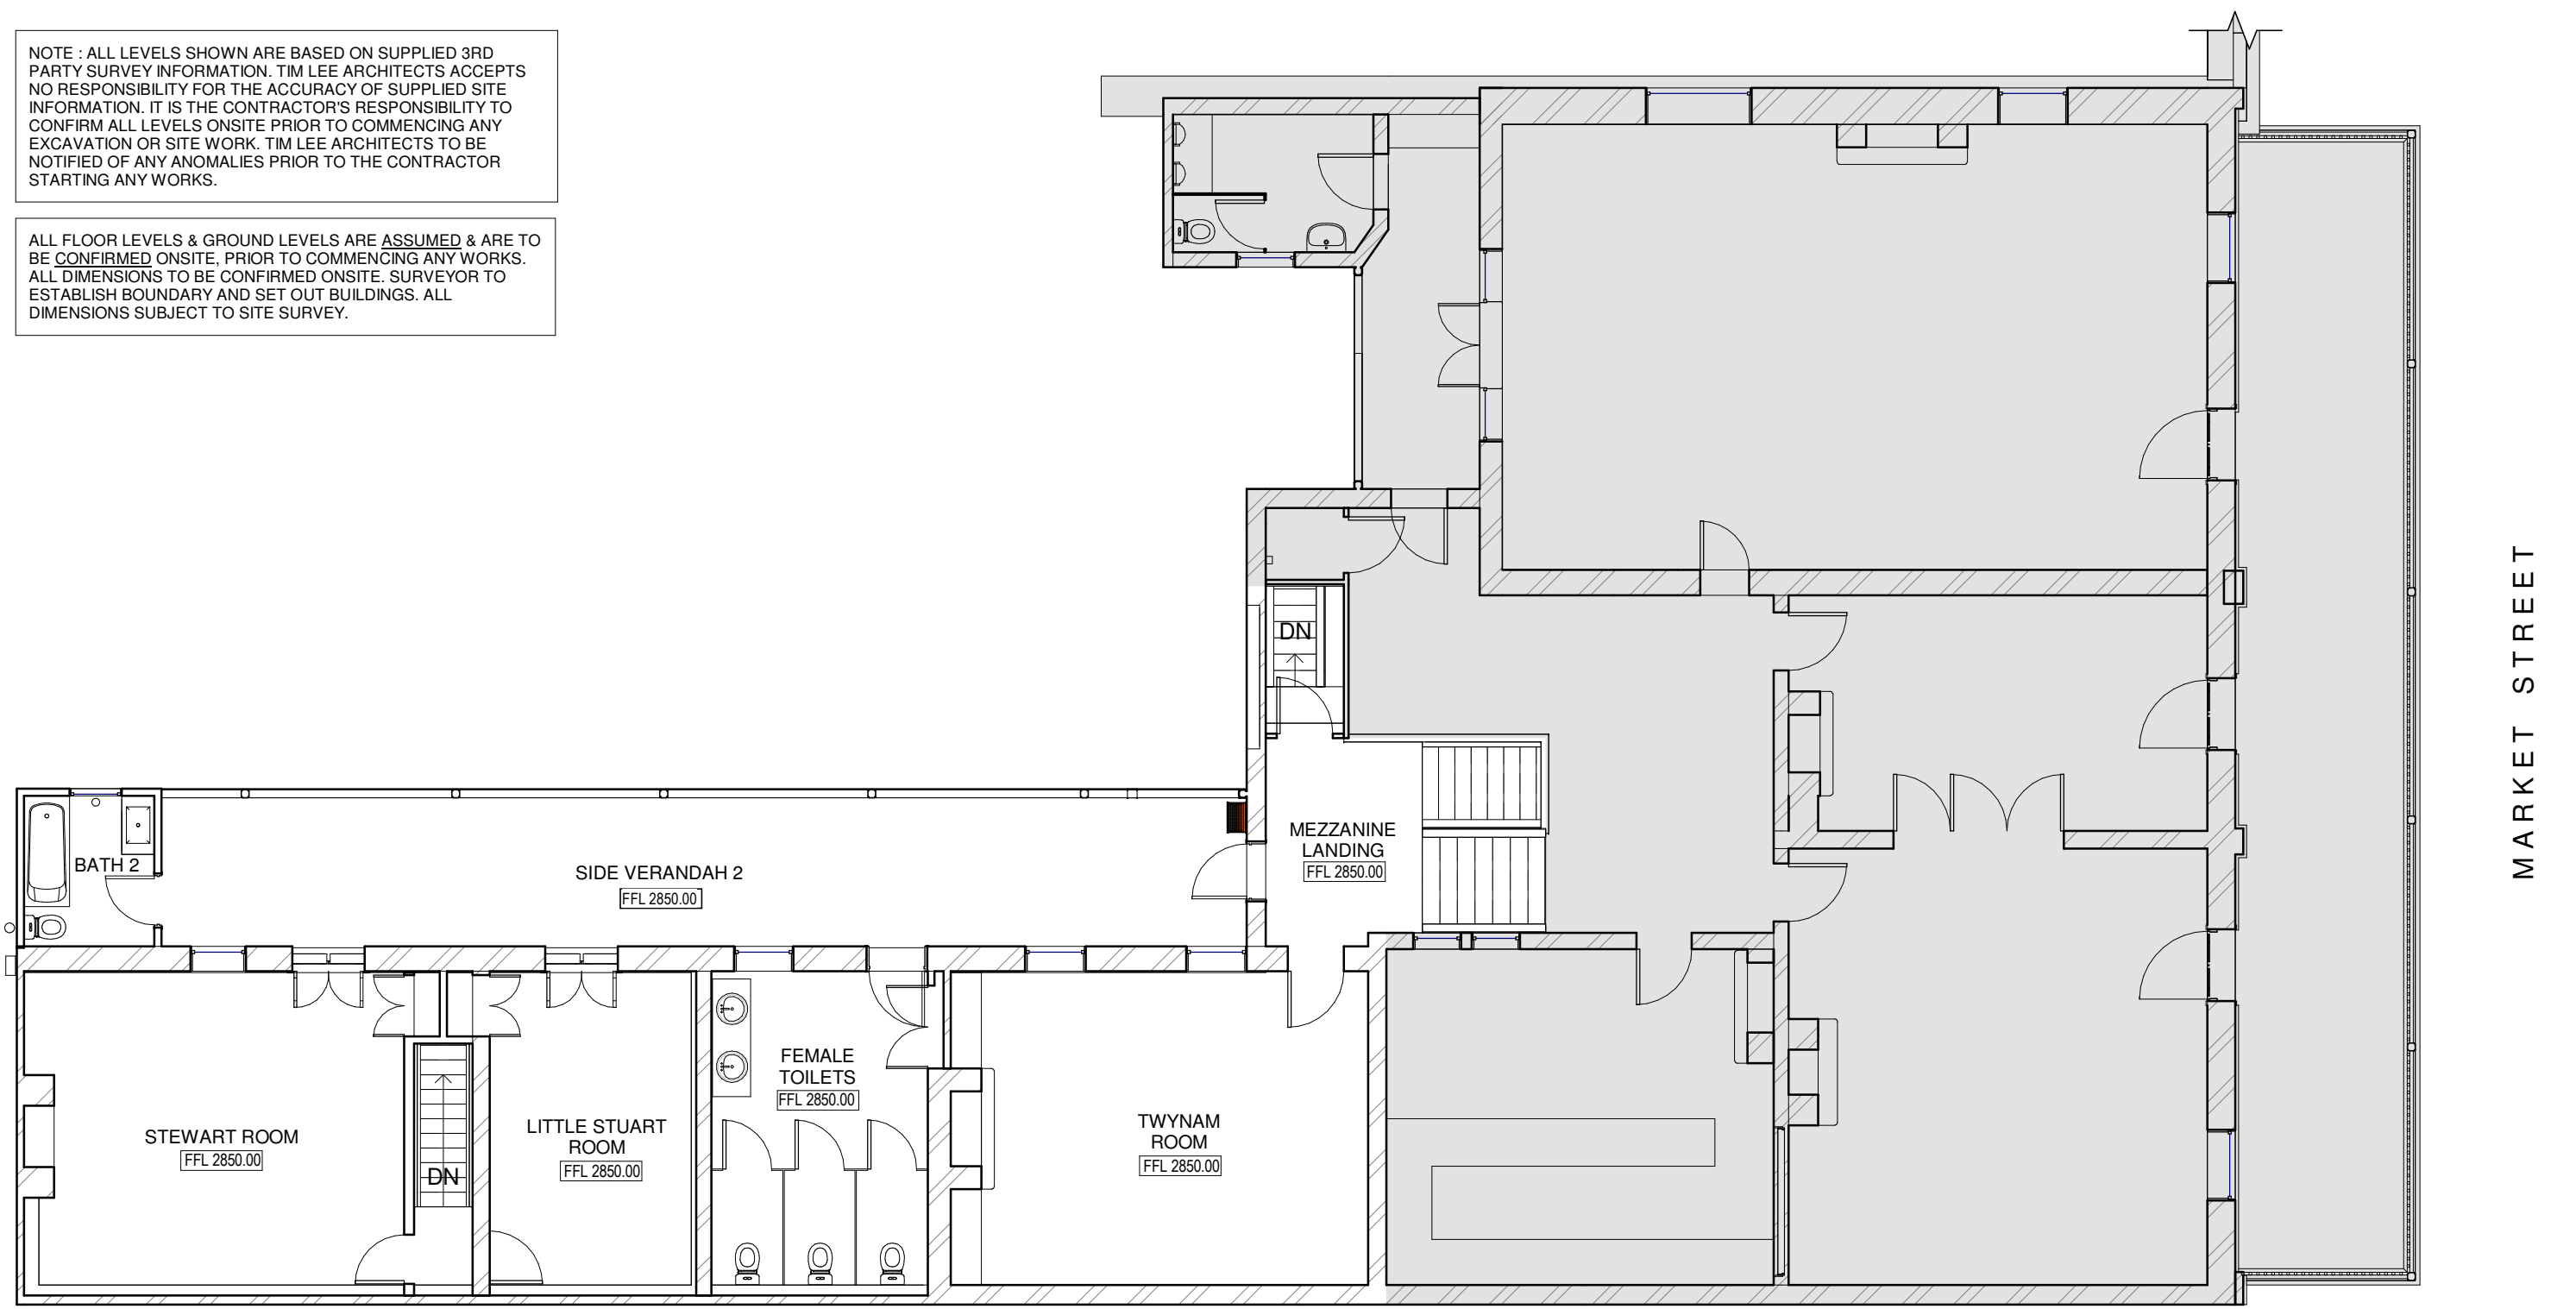 NOTE : ALL LEVELS SHOWN ARE BASED ON SUPPLIED 3RD
PARTY SURVEY INFORMATION. TIM LEE ARCHITECTS ACCEPTS
NO RESPONSIBILITY FOR THE ACCURACY OF SUPPLIED SITE
INFORMATION. IT IS THE CONTRACTOR'S RESPONSIBILITY TO
CONFIRM ALL LEVELS ONSITE PRIOR TO COMMENCING ANY
EXCAVATION OR SITE WORK. TIM LEE ARCHITECTS TO BE
NOTIFIED OF ANY ANOMALIES PRIOR TO THE CONTRACTOR
STARTING ANY WORKS.
ALL FLOOR LEVELS & GROUND LEVELS ARE ASSUMED & ARE TO
BE CONFIRMED ONSITE, PRIOR TO COMMENCING ANY WORKS.
ALL DIMENSIONS TO BE CONFIRMED ONSITE. SURVEYOR TO
ESTABLISH BOUNDARY AND SET OUT BUILDINGS. ALL
DIMENSIONS SUBJECT TO SITE SURVEY.
DN
MARKET STREET
MEZZANINE
LANDING
FFL 2850.00
BATH 2
SIDE VERANDAH 2
FFL 2850.00
STEWART ROOM
FFL 2850.00
DN
LITTLE STUART
ROOM
FFL 2850.00
FEMALE
TOILETS
FFL 2850.00
TWYNAM
ROOM
FFL 2850.00